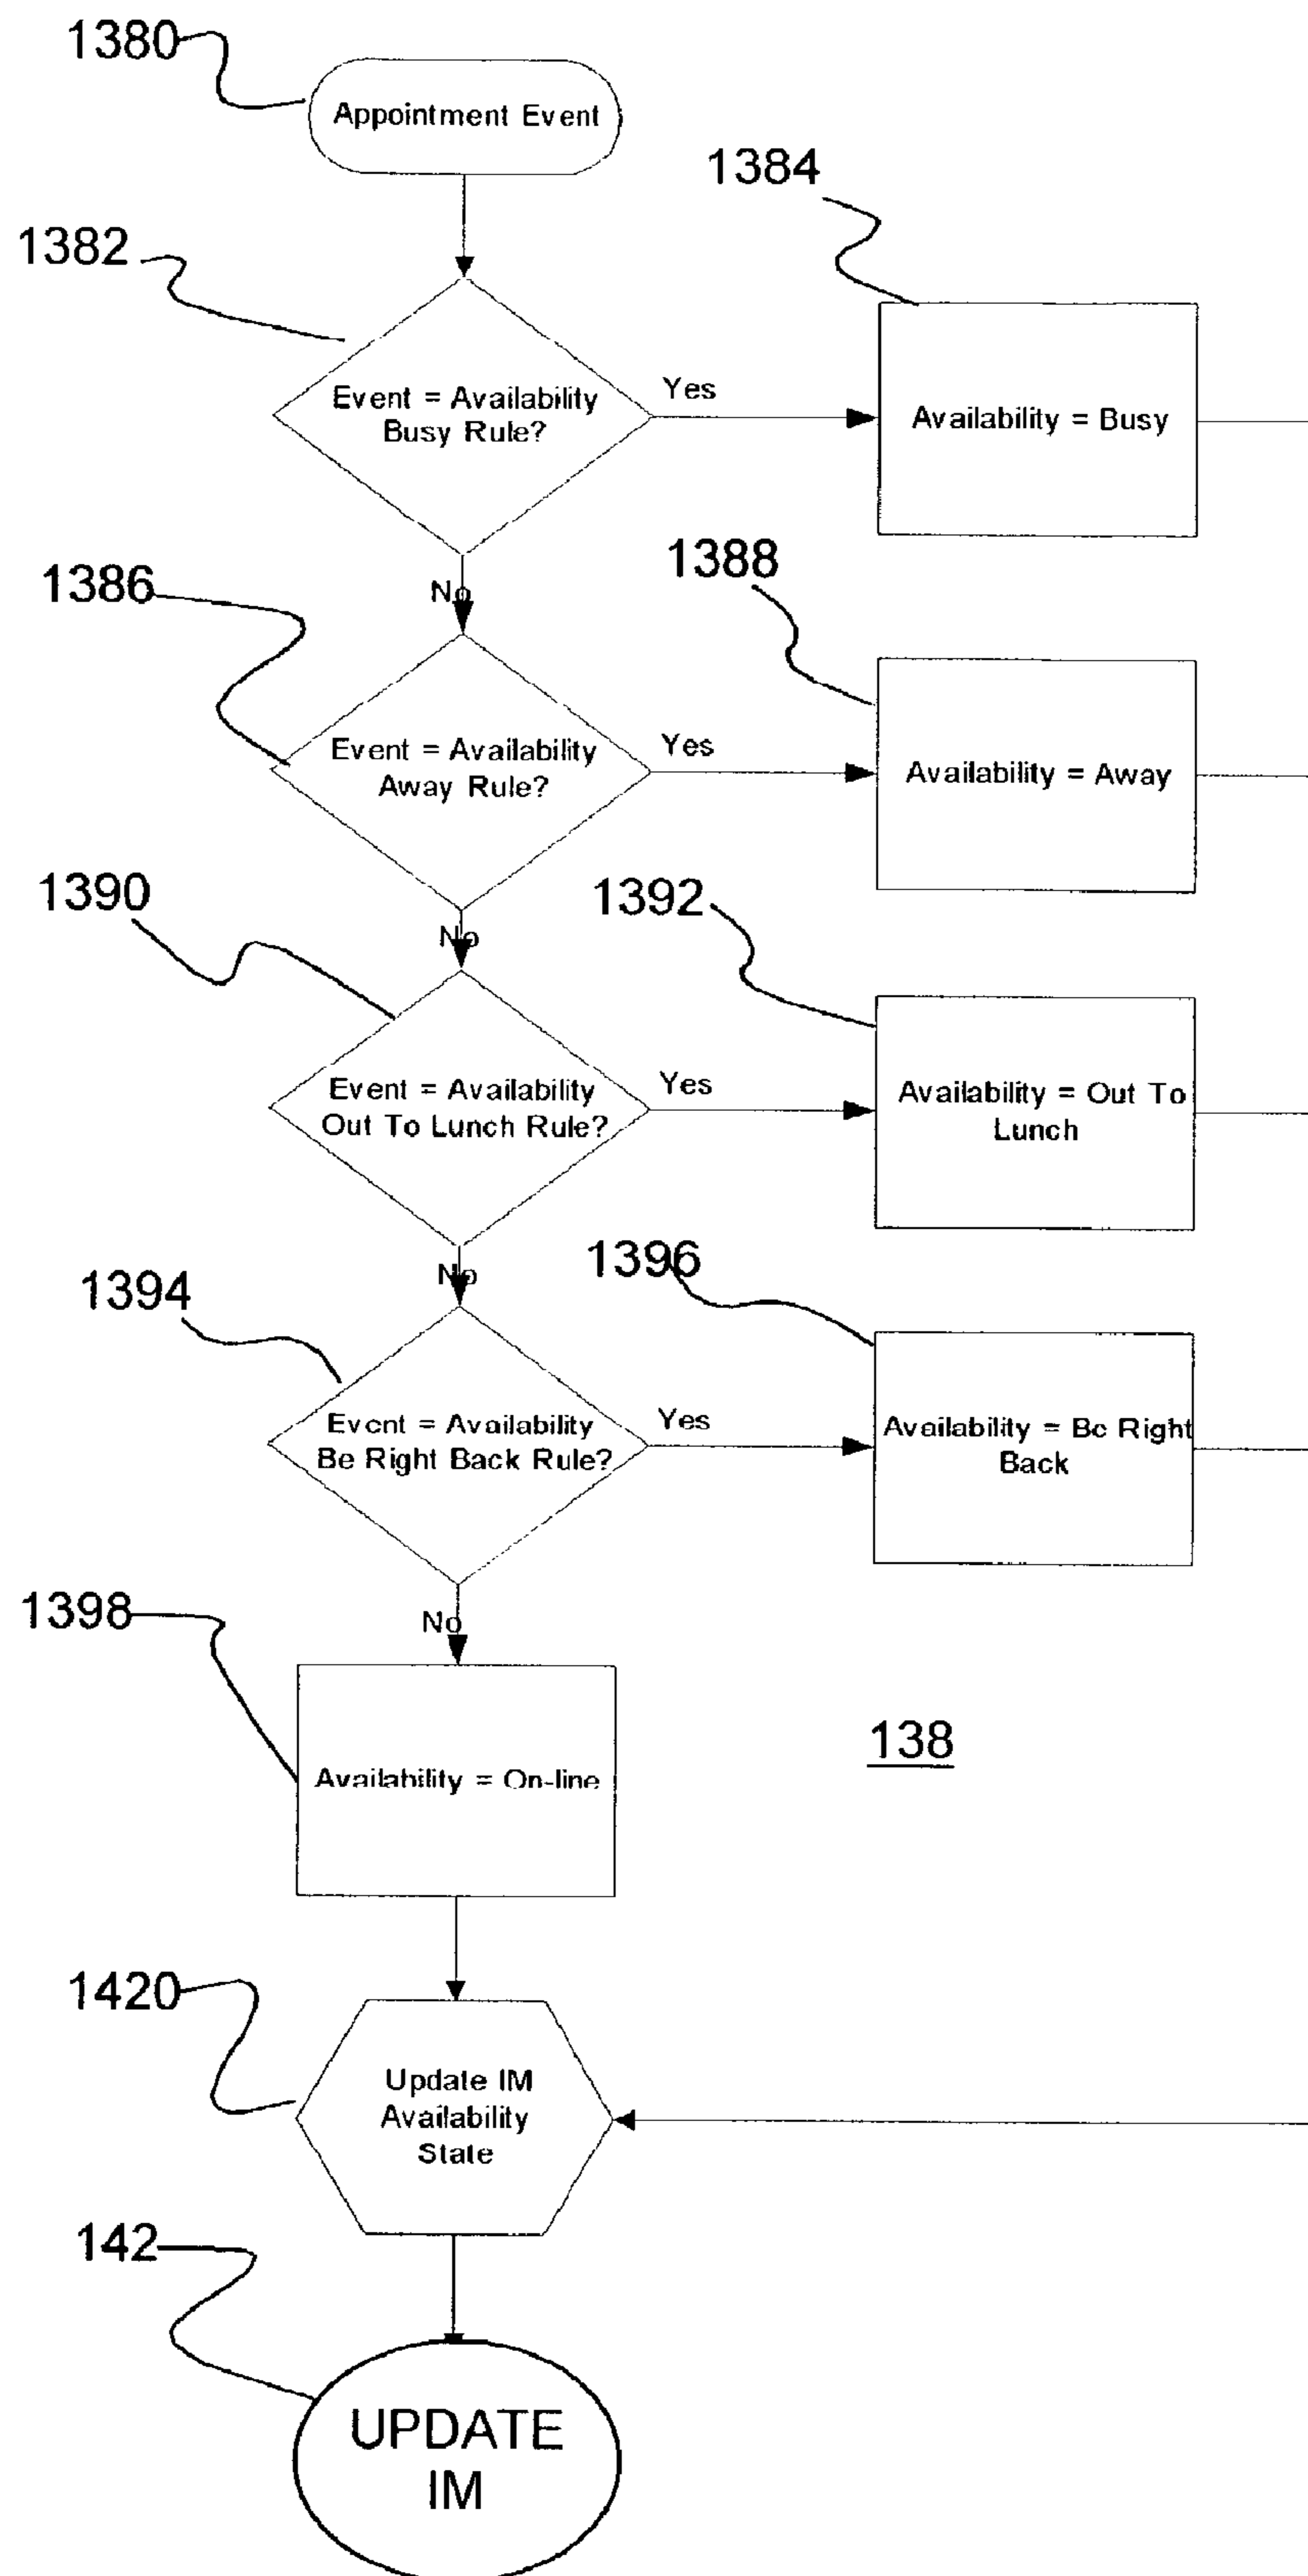 1380
Appointment Event
1384
1382
Event = Availability
Busy Rule?
Yes
Availability = Busy
No
1388
1386
Event = Availability
Away Rule?
Yes
Availability = Away
No
1390
1392
Event = Availability
Out To Lunch Rule?
Yes
Availability = Out To
Lunch
No
1396
1394
Event = Availability
Be Right Back Rule?
Yes
Availability = Be Right
Back
No
1398
138
Availability = On-line
1420
Update IM
Availability
State
142
UPDATE
IM